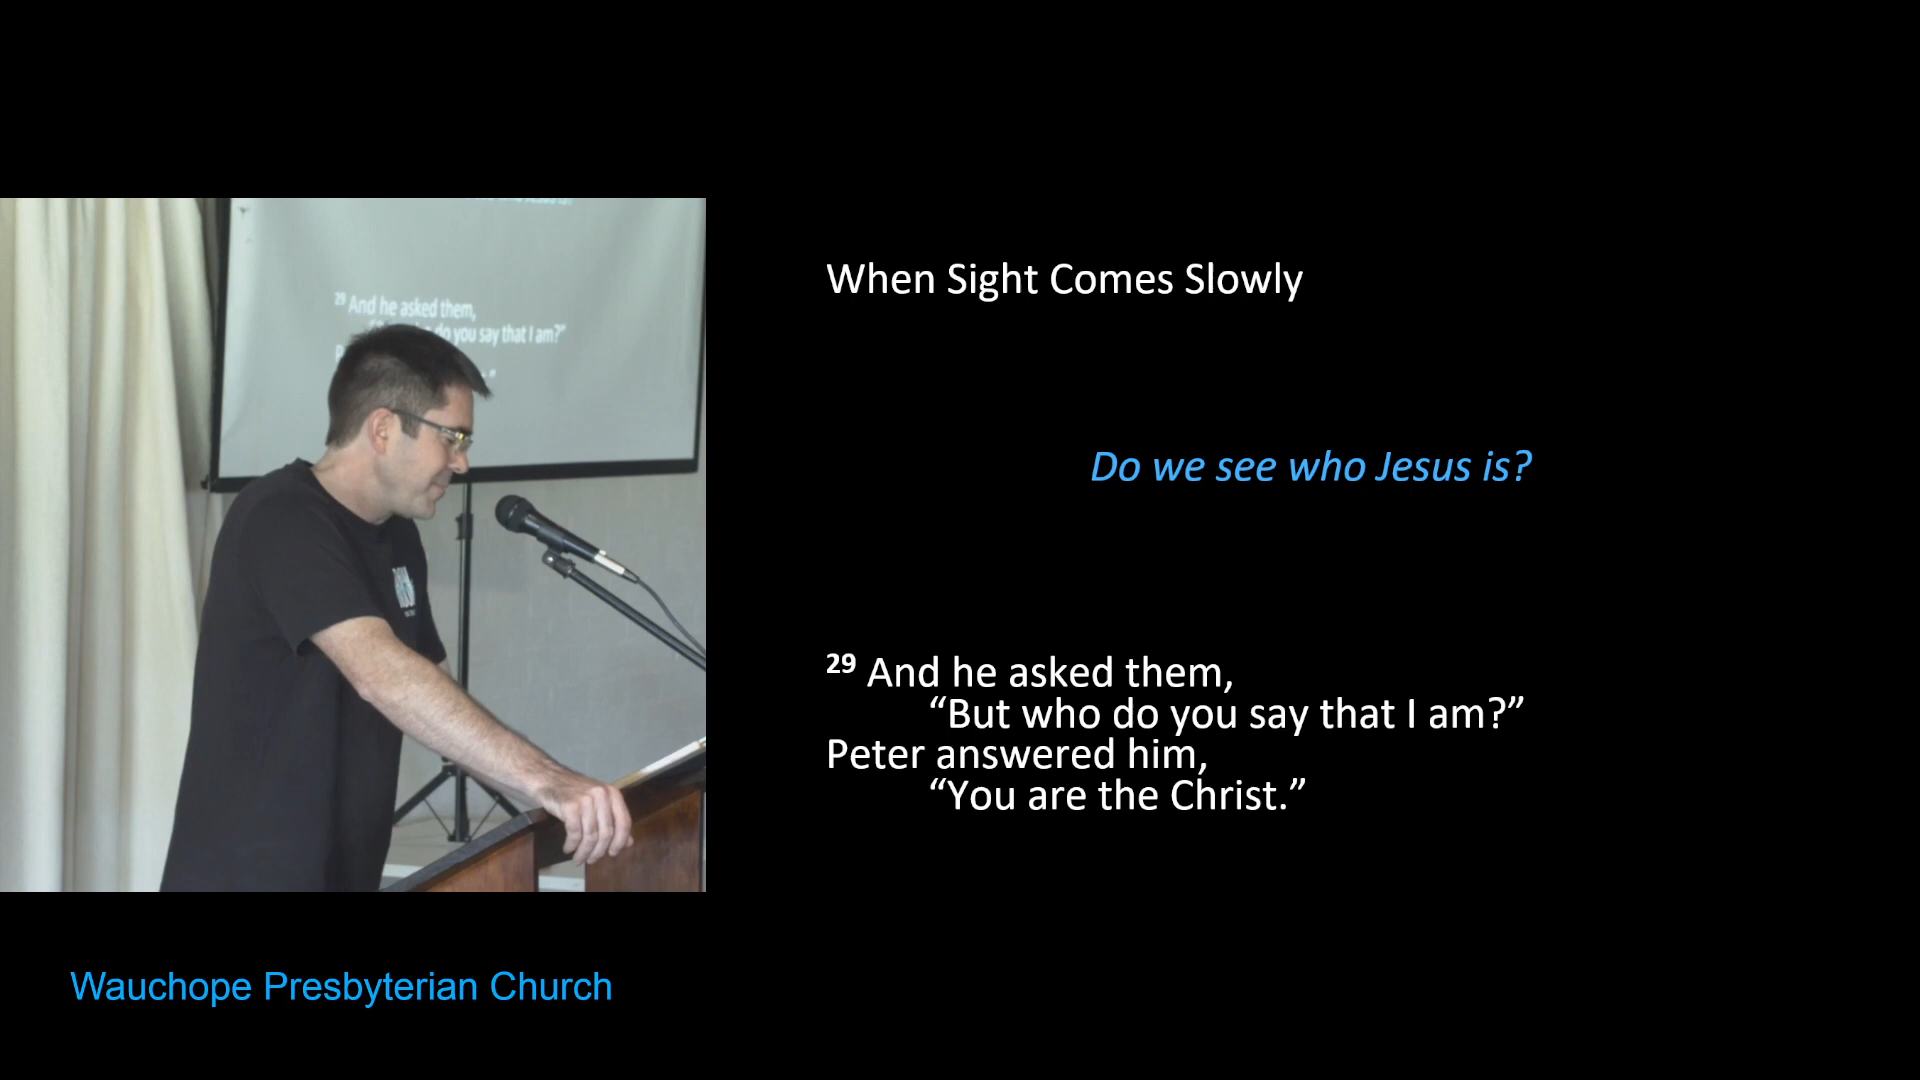 29 And he asked them,
do you say that I am?”
When Sight Comes Slowly
Do we see who Jesus is?
29 And he asked them,
“But who do you say that I am?”
Peter answered him,
“You are the Christ.”
Wauchope Presbyterian Church